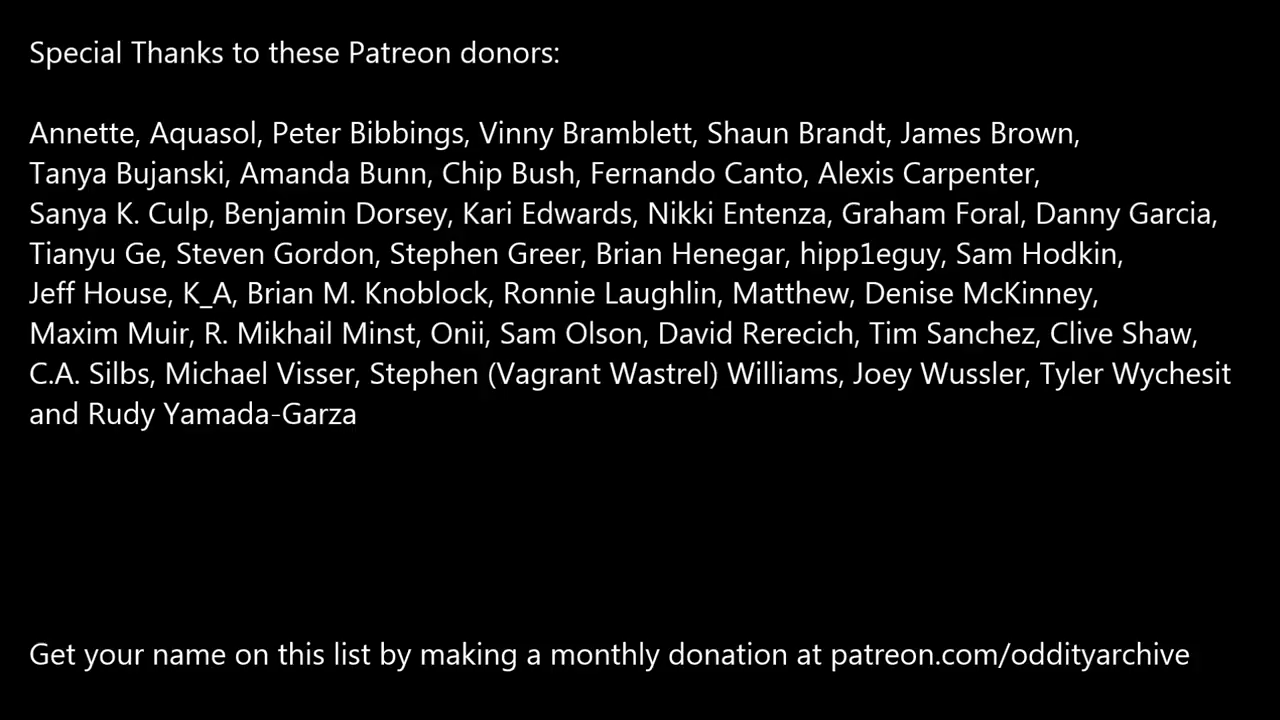 Special Thanks to these Patreon donors:
Annette, Aquasol, Peter Bibbings, Vinny Bramblett, Shaun Brandt, James Brown,
Tanya Bujanski, Amanda Bunn, Chip Bush, Fernando Canto, Alexis Carpenter,
Sanya K. Culp, Benjamin Dorsey, Kari Edwards, Nikki Entenza, Graham Foral, Danny Garcia,
Tianyu Ge, Steven Gordon, Stephen Greer, Brian Henegar, hipp1eguy, Sam Hodkin,
Jeff House, K_A, Brian M. Knoblock, Ronnie Laughlin, Matthew, Denise McKinney,
Maxim Muir, R. Mikhail Minst, Onii, Sam Olson, David Rerecich, Tim Sanchez, Clive Shaw,
C.A. Silbs, Michael Visser, Stephen (Vagrant Wastrel) Williams, Joey Wussler, Tyler Wychesit
and Rudy Yamada-Garza
Get your name on this list by making a monthly donation at patreon.com/oddityarchive